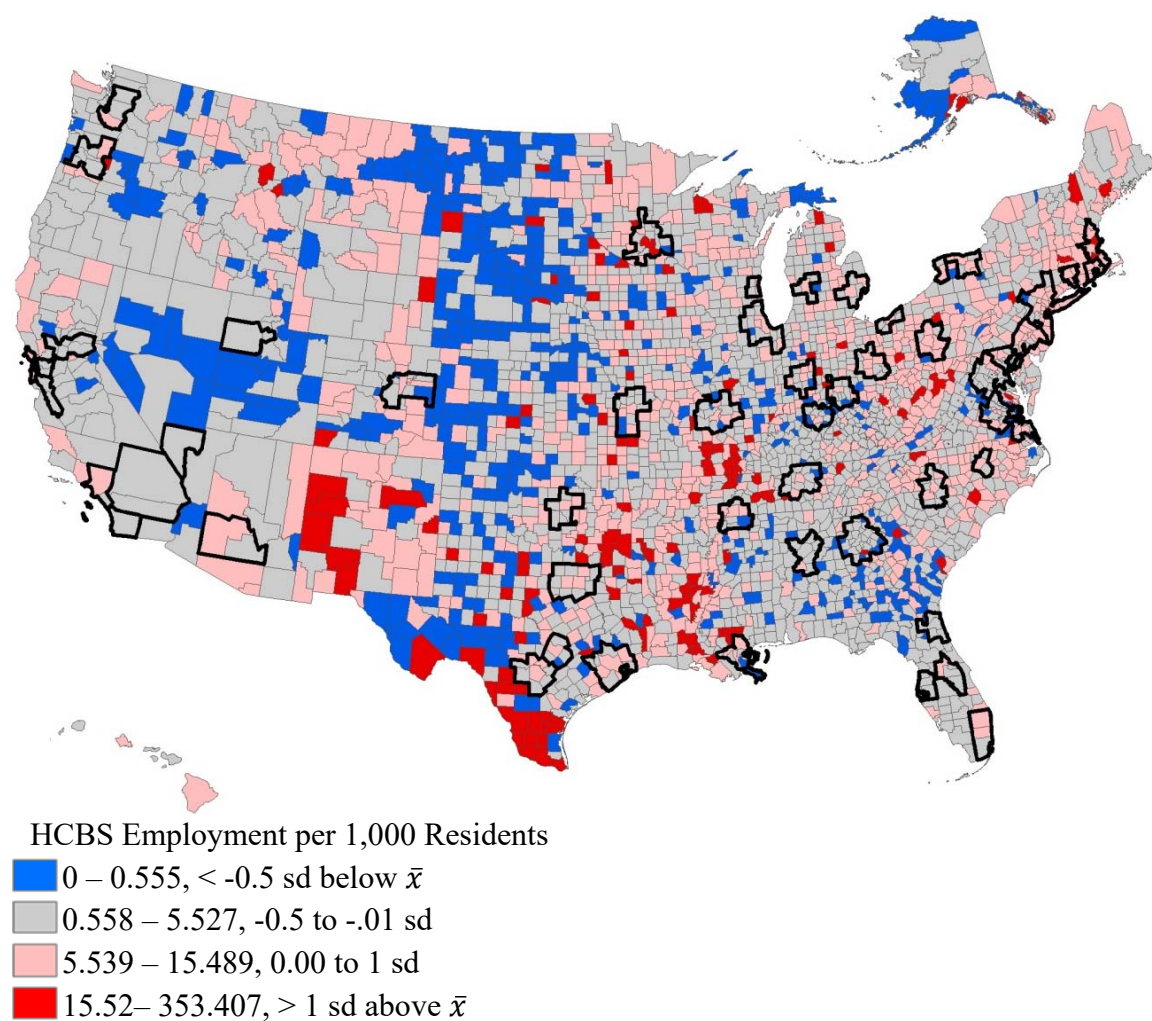 HCBS Employment per 1,000 Residents
0 – 0.555, < -0.5 sd below x̄
0.558 – 5.527, -0.5 to -.01 sd
5.539 – 15.489, 0.00 to 1 sd
15.52– 353.407, > 1 sd above x̄